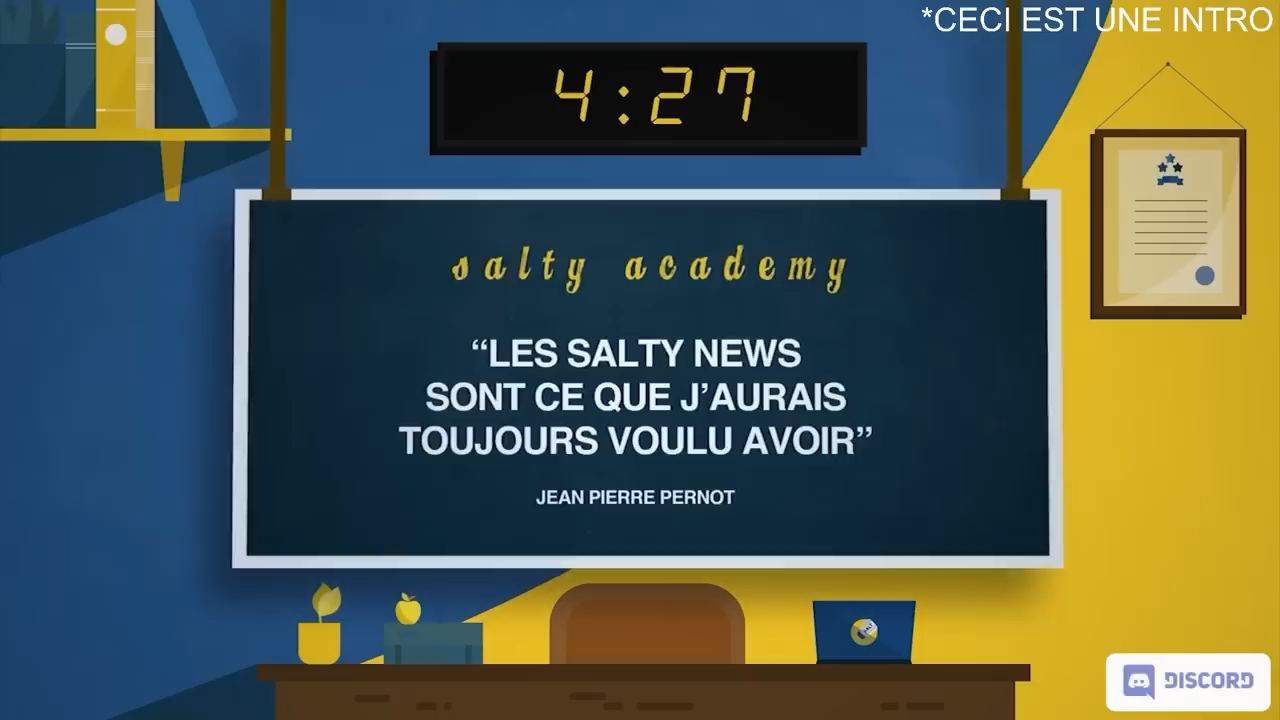 *CECI EST UNE INTRO
4:27
salty academy
“LES SALTY NEWS
SONT CE QUE J’AURAIS
TOUJOURS VOULU AVOIR”
JEAN PIERRE PERNOT
DISCORD